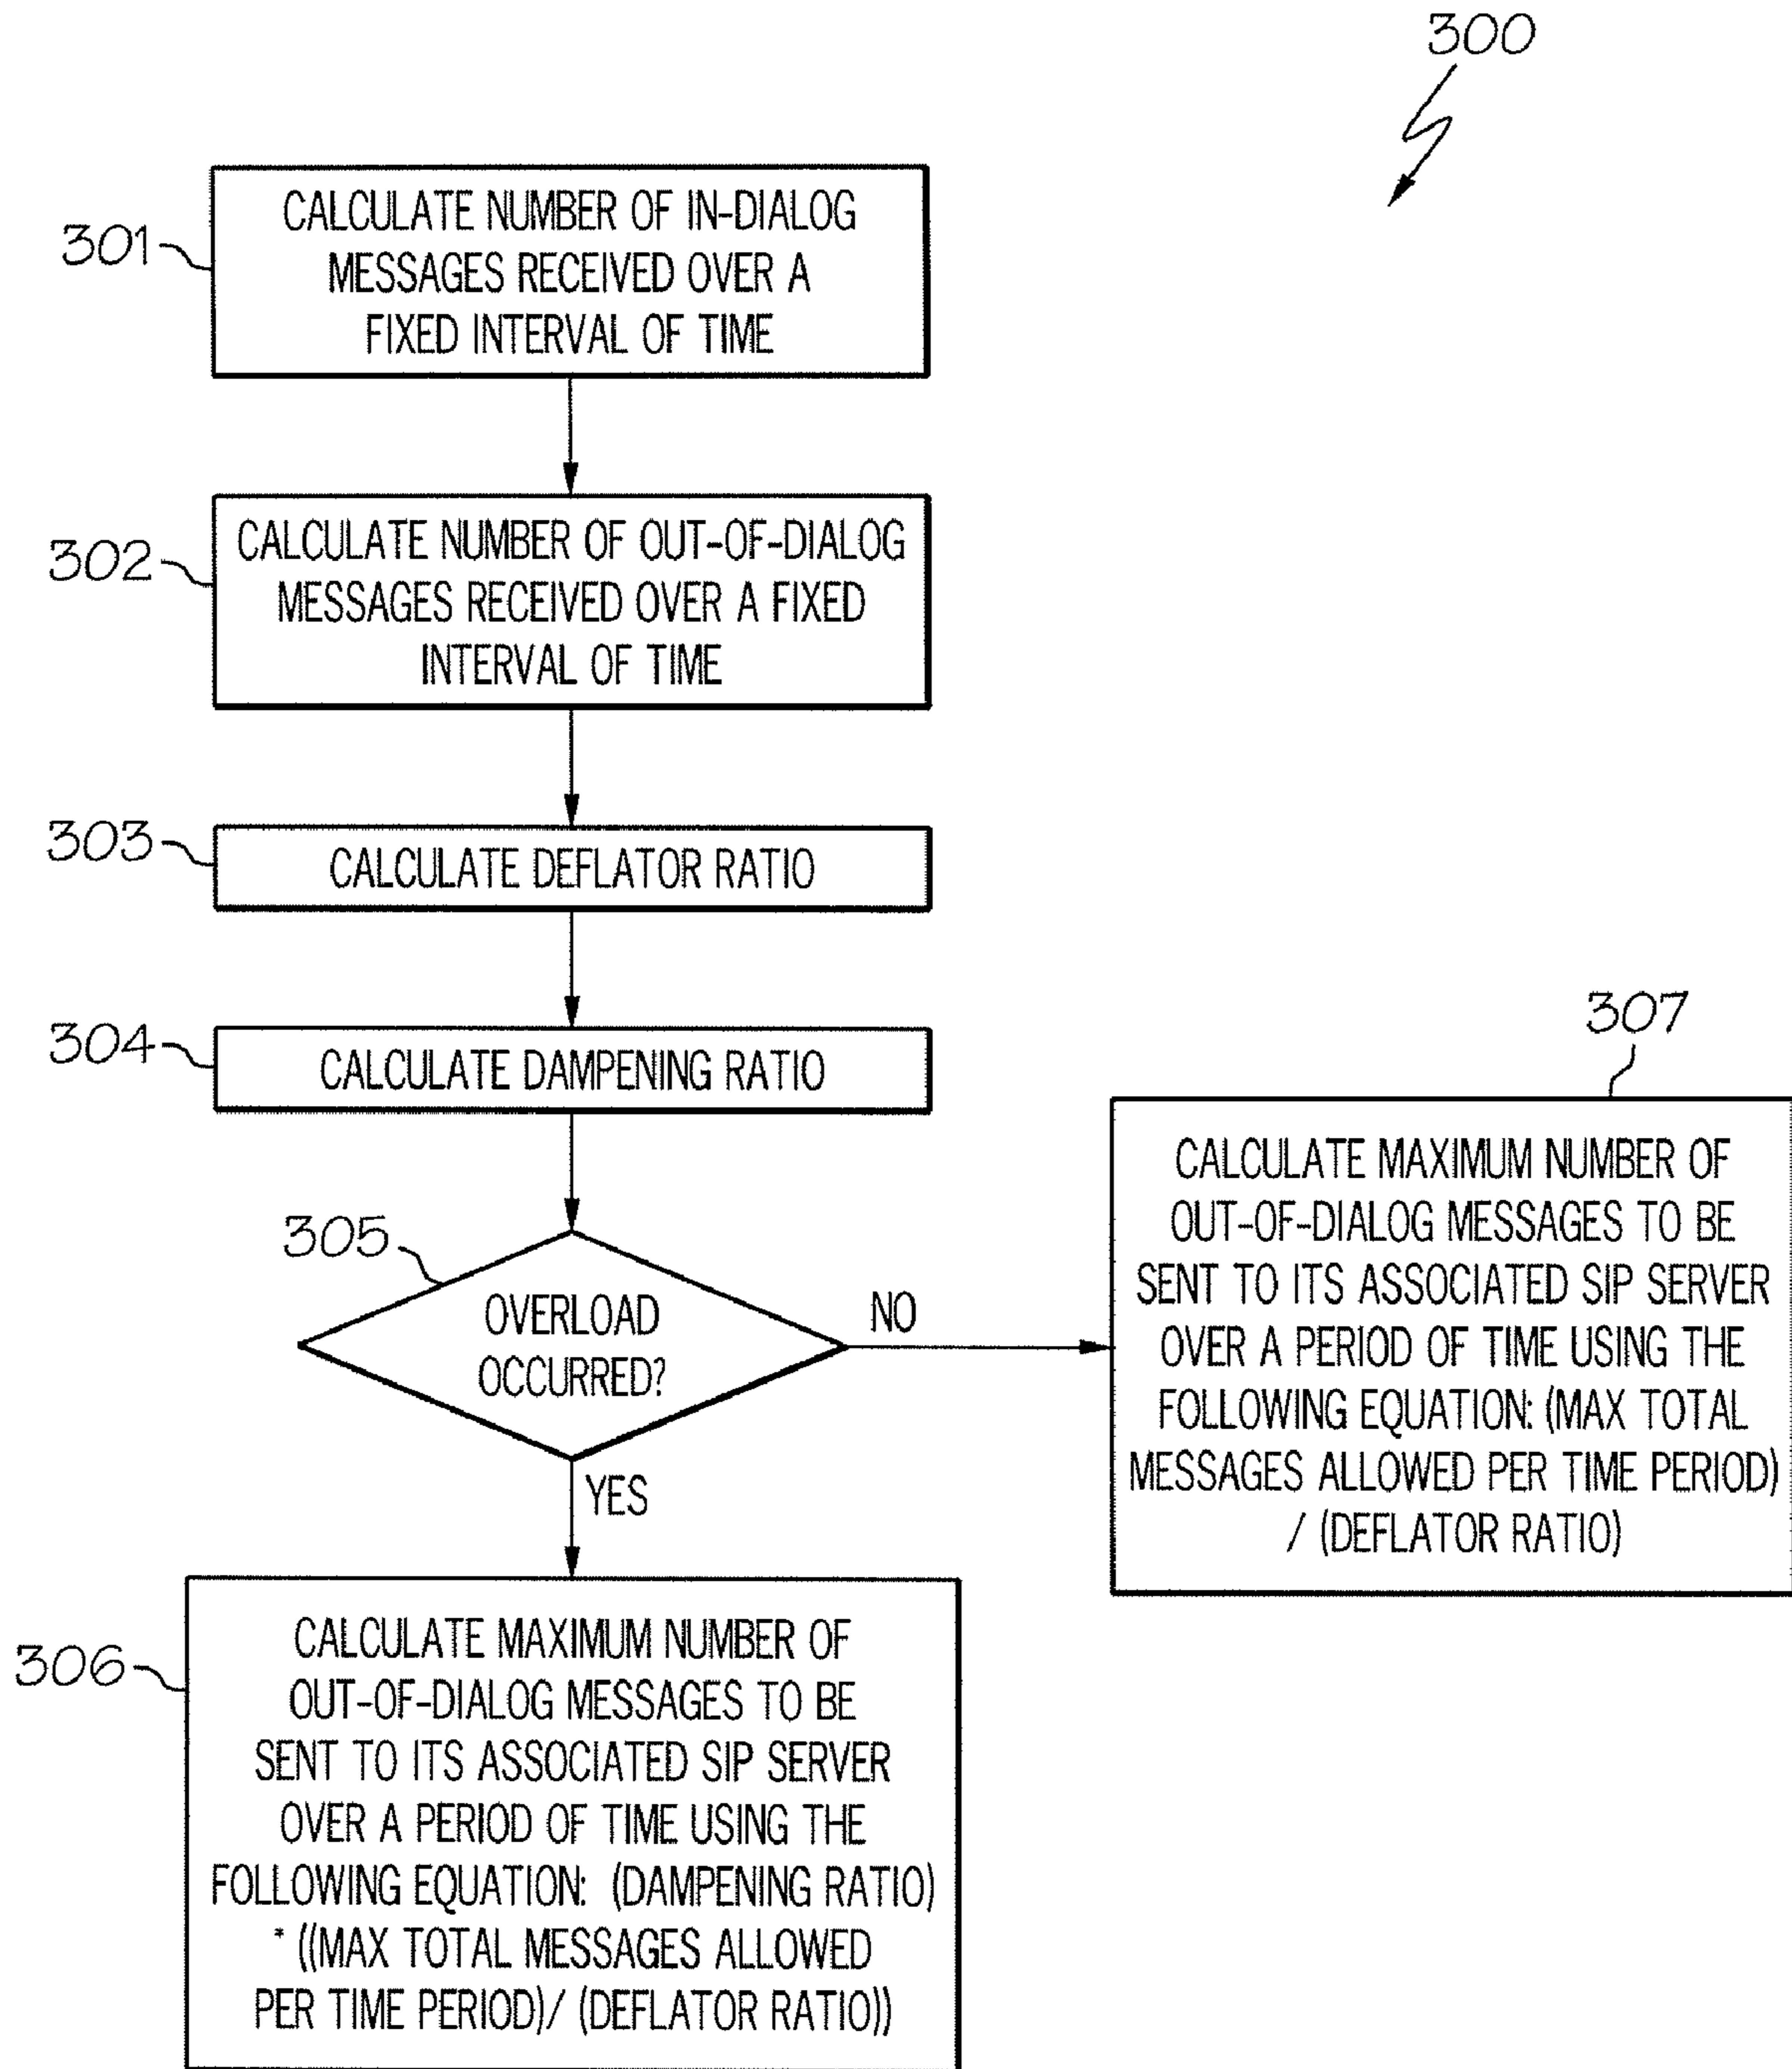 300
301
CALCULATE NUMBER OF IN-DIALOG
MESSAGES RECEIVED OVER A
FIXED INTERVAL OF TIME
302
CALCULATE NUMBER OF OUT-OF-DIALOG
MESSAGES RECEIVED OVER A FIXED
INTERVAL OF TIME
303
CALCULATE DEFLATOR RATIO
304
CALCULATE DAMPENING RATIO
305
OVERLOAD
OCCURRED?
NO
YES
307
CALCULATE MAXIMUM NUMBER OF
OUT-OF-DIALOG MESSAGES TO BE
SENT TO ITS ASSOCIATED SIP SERVER
OVER A PERIOD OF TIME USING THE
FOLLOWING EQUATION: (MAX TOTAL
MESSAGES ALLOWED PER TIME PERIOD)
/ (DEFLATOR RATIO)
306
CALCULATE MAXIMUM NUMBER OF
OUT-OF-DIALOG MESSAGES TO BE
SENT TO ITS ASSOCIATED SIP SERVER
OVER A PERIOD OF TIME USING THE
FOLLOWING EQUATION: (DAMPENING RATIO)
* ((MAX TOTAL MESSAGES ALLOWED
PER TIME PERIOD)/ (DEFLATOR RATIO))